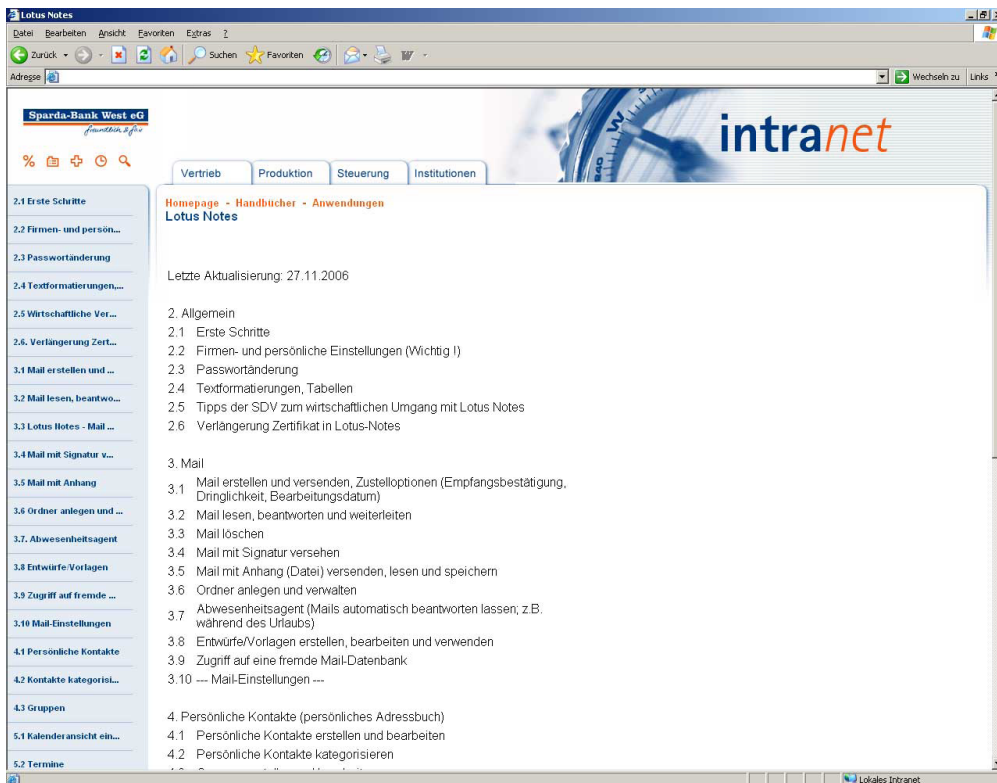 Lotus Notes
Datei Bearbeiten Ansicht Favoriten Extras ?
Zurück Suchen Favoriten
Adresse Wechseln zu Links
Sparda-Bank West eG
freundlich & fair
intranet
Vertrieb Produktion Steuerung Institutionen
2.1 Erste Schritte
2.2 Firmen- und persön...
2.3 Passwortänderung
2.4 Textformatierungen,...
2.5 Wirtschaftliche Ver...
2.6. Verlängerung Zert...
3.1 Mail erstellen und ...
3.2 Mail lesen, beantwo...
3.3 Lotus Notes - Mail ...
3.4 Mail mit Signatur v...
3.5 Mail mit Anhang
3.6 Ordner anlegen und ...
3.7. Abwesenheitsagent
3.8 Entwürfe/Vorlagen
3.9 Zugriff auf fremde ...
3.10 Mail-Einstellungen
4.1 Persönliche Kontakte
4.2 Kontakte kategorisi...
4.3 Gruppen
5.1 Kalenderansicht ein...
5.2 Termine
Homepage - Handbücher - Anwendungen
Lotus Notes
Letzte Aktualisierung: 27.11.2006
2. Allgemein
2.1 Erste Schritte
2.2 Firmen- und persönliche Einstellungen (Wichtig !)
2.3 Passwortänderung
2.4 Textformatierungen, Tabellen
2.5 Tipps der SDV zum wirtschaftlichen Umgang mit Lotus Notes
2.6 Verlängerung Zertifikat in Lotus-Notes
3. Mail
3.1 Mail erstellen und versenden, Zustelloptionen (Empfangsbestätigung,
Dringlichkeit, Bearbeitungsdatum)
3.2 Mail lesen, beantworten und weiterleiten
3.3 Mail löschen
3.4 Mail mit Signatur versehen
3.5 Mail mit Anhang (Datei) versenden, lesen und speichern
3.6 Ordner anlegen und verwalten
3.7 Abwesenheitsagent (Mails automatisch beantworten lassen; z.B.
während des Urlaubs)
3.8 Entwürfe/Vorlagen erstellen, bearbeiten und verwenden
3.9 Zugriff auf eine fremde Mail-Datenbank
3.10 --- Mail-Einstellungen ---
4. Persönliche Kontakte (persönliches Adressbuch)
4.1 Persönliche Kontakte erstellen und bearbeiten
4.2 Persönliche Kontakte kategorisieren
Lokales Intranet